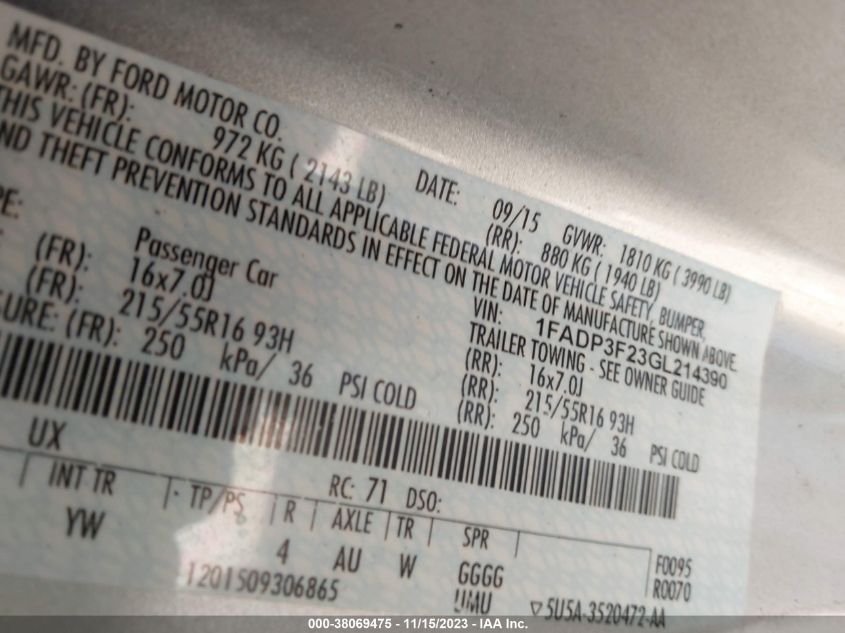 MFD. BY FORD MOTOR CO. DATE: 09/15 GVWR: 1810 KG ( 3990 LB)
GAWR: (FR): 972 KG ( 2143 LB) (RR): 880 KG ( 1940 LB)
THIS VEHICLE CONFORMS TO ALL APPLICABLE FEDERAL MOTOR VEHICLE SAFETY, BUMPER,
ND THEFT PREVENTION STANDARDS IN EFFECT ON THE DATE OF MANUFACTURE SHOWN ABOVE.
VIN: 1FADP3F23GL214390
PE: Passenger Car TRAILER TOWING - SEE OWNER GUIDE
(FR): 16x7.0J (RR): 16x7.0J
(FR): 215/55R16 93H (RR): 215/55R16 93H
SURE: (FR): 250 kPa/ 36 PSI COLD (RR): 250 kPa/ 36 PSI COLD
UX RC: 71 DSO:
INT TR TP/PS R AXLE TR SPR
YW 4 AU W GGGG
F0095
R0070
1201509306865 UMU ▽5U5A-3520472-AA
000-38069475 - 11/15/2023 - IAA Inc.